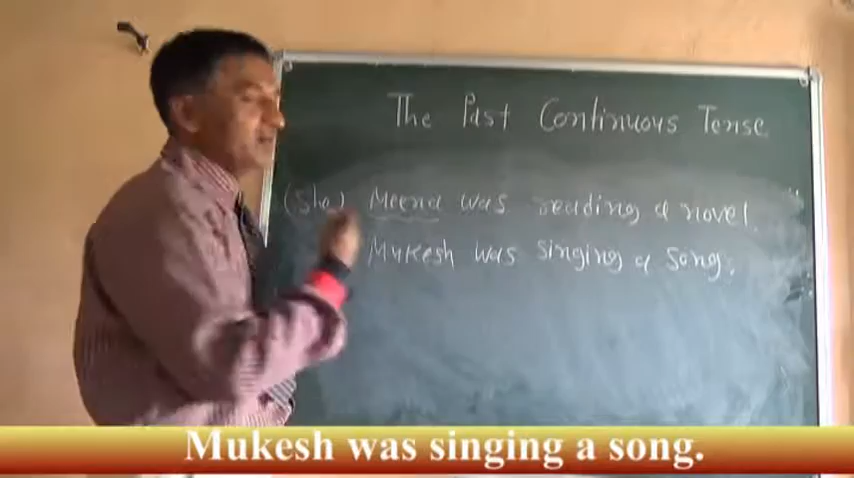 The Past Continuous Tense
(She) Meena was reading a novel.
Mukesh was singing a song.
Mukesh was singing a song.